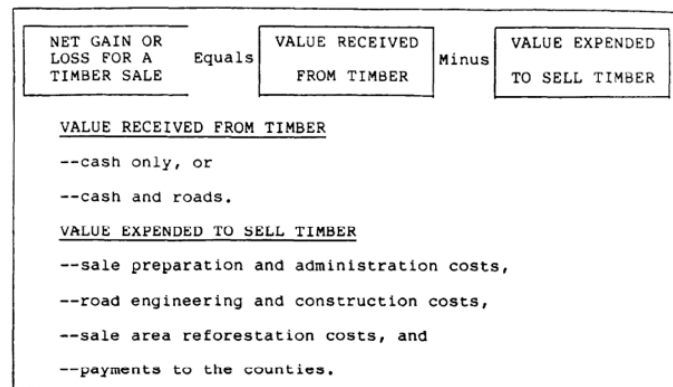 NET GAIN OR LOSS FOR A TIMBER SALE Equals VALUE RECEIVED FROM TIMBER Minus VALUE EXPENDED TO SELL TIMBER
VALUE RECEIVED FROM TIMBER
--cash only, or
--cash and roads.
VALUE EXPENDED TO SELL TIMBER
--sale preparation and administration costs,
--road engineering and construction costs,
--sale area reforestation costs, and
--payments to the counties.